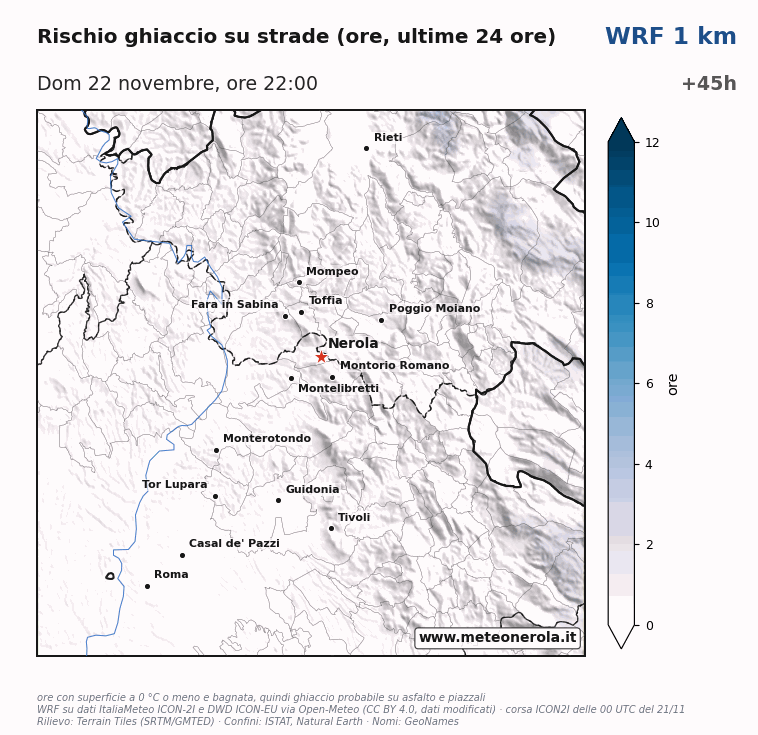 Rischio ghiaccio su strade (ore, ultime 24 ore)
WRF 1 km
Dom 22 novembre, ore 22:00
+45h
Rieti
Mompeo
Toffia
Fara in Sabina
Poggio Moiano
Nerola
Montorio Romano
Montelibretti
Monterotondo
Tor Lupara
Guidonia
Tivoli
Casal de' Pazzi
Roma
www.meteonerola.it
12
10
8
6
4
2
0
ore
ore con superficie a 0 °C o meno e bagnata, quindi ghiaccio probabile su asfalto e piazzali
WRF su dati ItaliaMeteo ICON-2I e DWD ICON-EU via Open-Meteo (CC BY 4.0, dati modificati) · corsa ICON2I delle 00 UTC del 21/11
Rilievo: Terrain Tiles (SRTM/GMTED) · Confini: ISTAT, Natural Earth · Nomi: GeoNames